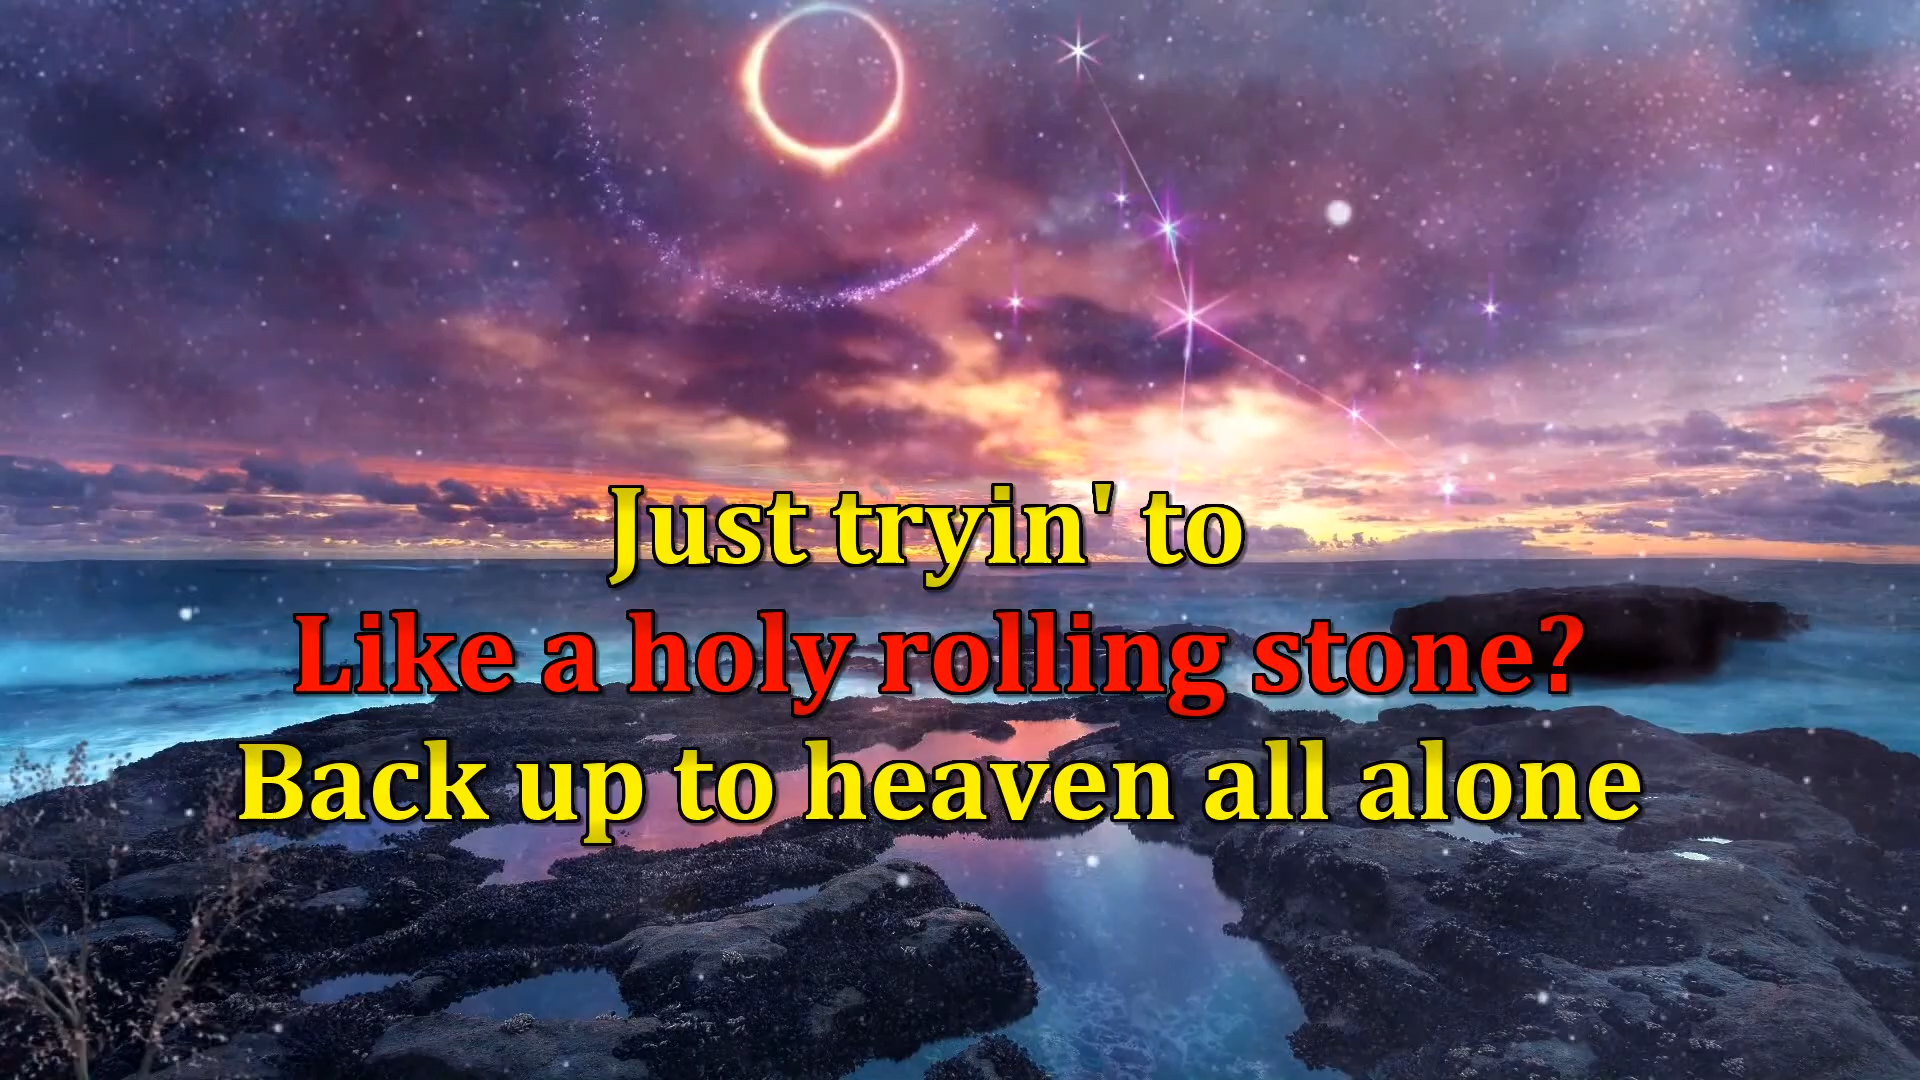 Just tryin' to
Like a holy rolling stone?
Back up to heaven all alone